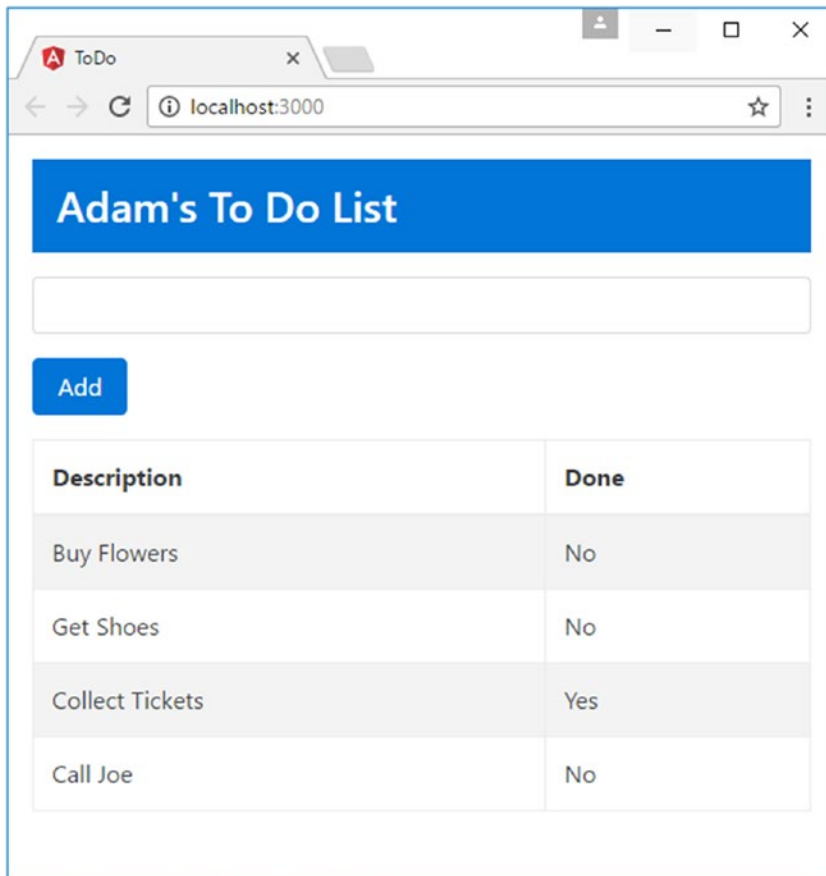 ToDo
localhost:3000
Adam's To Do List
Add
Description Done
Buy Flowers No
Get Shoes No
Collect Tickets Yes
Call Joe No